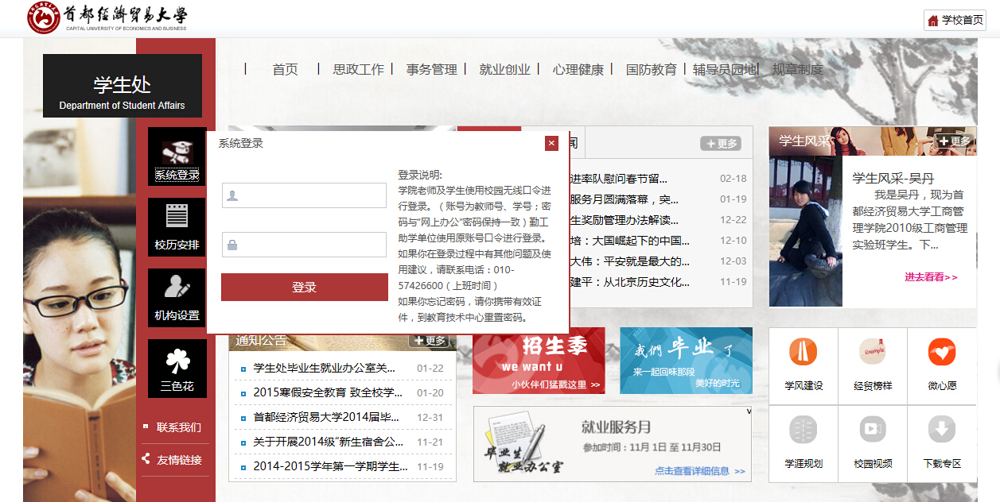 首都经济贸易大学
CAPITAL UNIVERSITY OF ECONOMICS AND BUSINESS
学校首页
学生处
Department of Student Affairs
首页
思政工作
事务管理
就业创业
心理健康
国防教育
辅导员园地
规章制度
系统登录
校历安排
机构设置
三色花
联系我们
友情链接
系统登录
×
登录说明:
学院老师及学生使用校园无线口令进
行登录。（账号为教师号、学号；密
码与“网上办公”密码保持一致）勤工
助学单位使用原账号口令进行登录。
如果你在登录过程中有其他问题及使
用建议，请联系电话：010-
57426600（上班时间）
如果你忘记密码，请你携带有效证
件，到教育技术中心重置密码。
登录
闻
+更多
进率队慰问春节留... 02-18
服务月圆满落幕，突... 01-19
生奖励管理办法解读... 12-22
培：大国崛起下的中国... 12-10
大伟：平安就是最大的... 12-03
建平：从北京历史文化... 11-19
学生风采
+更多
学生风采-吴丹
我是吴丹，现为首
都经济贸易大学工商管
理学院2010级工商管理
实验班学生。下...
进去看看>>
通知公告
+更多
学生处毕业生就业办公室关... 01-22
2015寒假安全教育 致全校学... 01-20
首都经济贸易大学2014届毕... 12-31
关于开展2014级“新生宿舍公... 11-21
2014-2015学年第一学期学生... 11-19
招生季
we want u
小伙伴们猛戳这里 >>
我們 毕业 了
来一起回味那段
美好的时光
毕业生
就业办公室
就业服务月
参加时间：11月 1日 至 11月30日
点击查看详细信息 >>
v
学风建设
Example
经贸榜样
微心愿
学涯规划
校园视频
下载专区